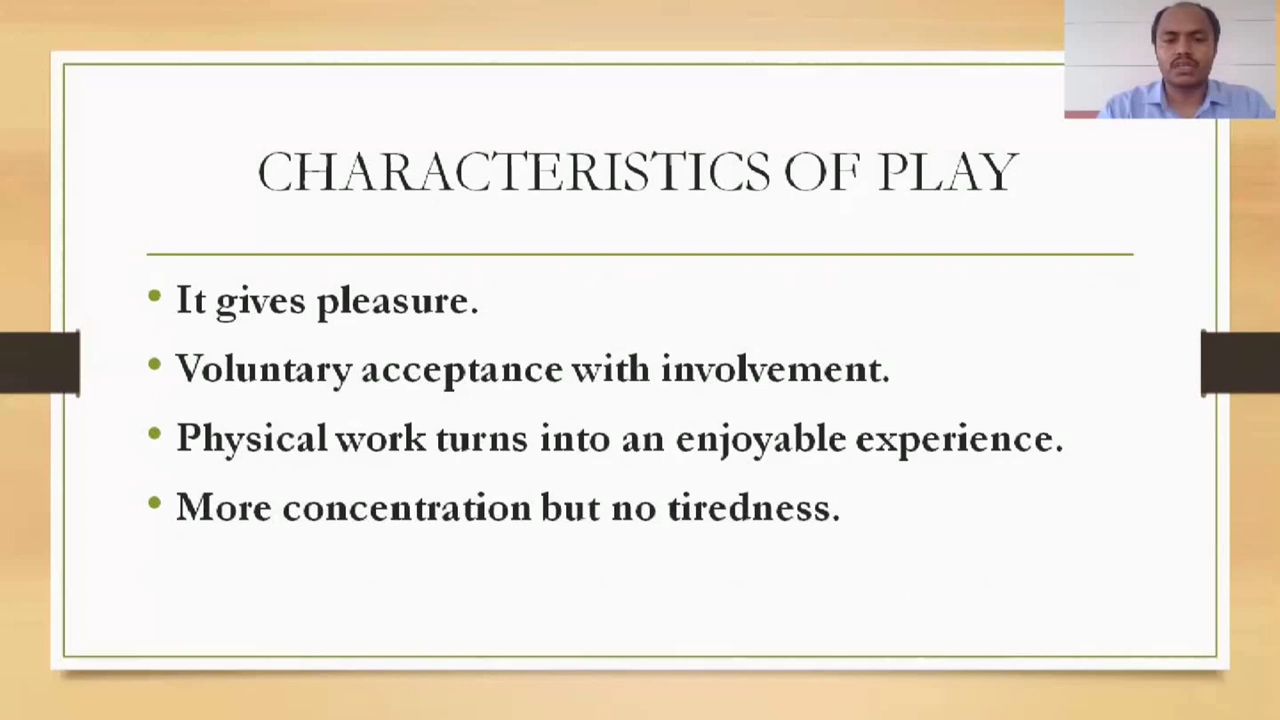 CHARACTERISTICS OF PLAY
• It gives pleasure.
• Voluntary acceptance with involvement.
• Physical work turns into an enjoyable experience.
• More concentration but no tiredness.